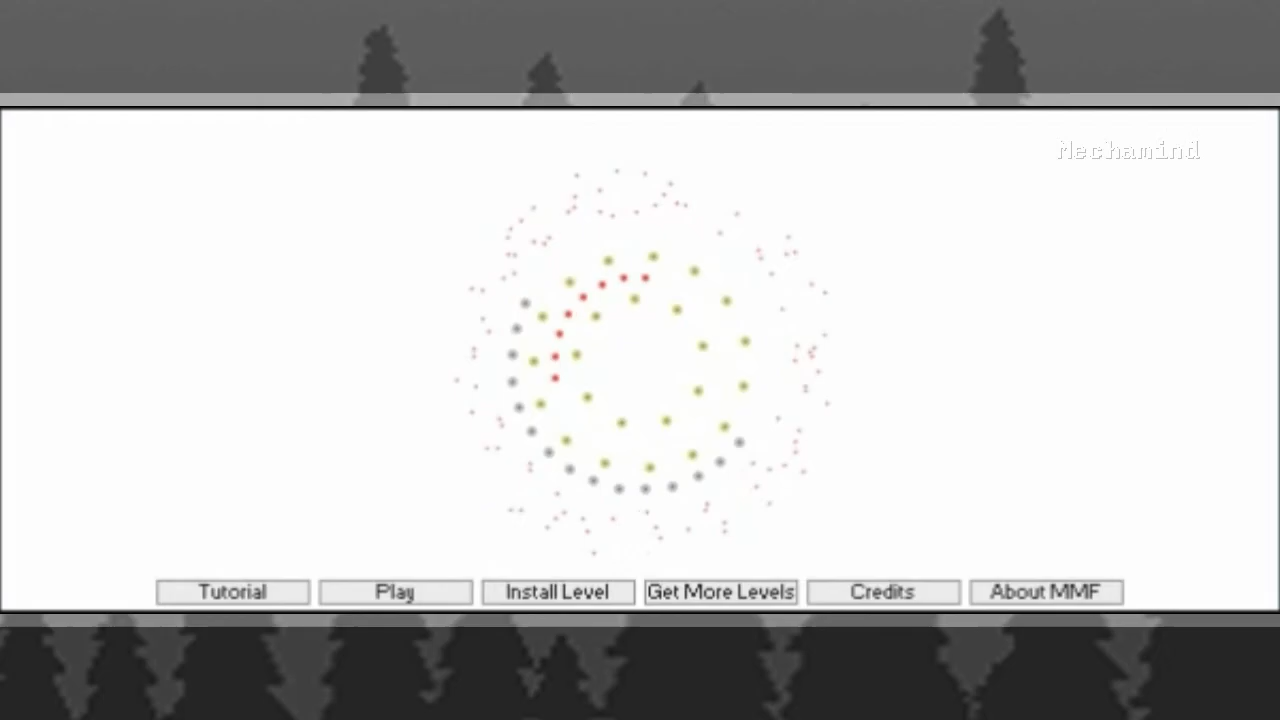 Mechamind
Tutorial
Play
Install Level
Get More Levels
Credits
About MMF